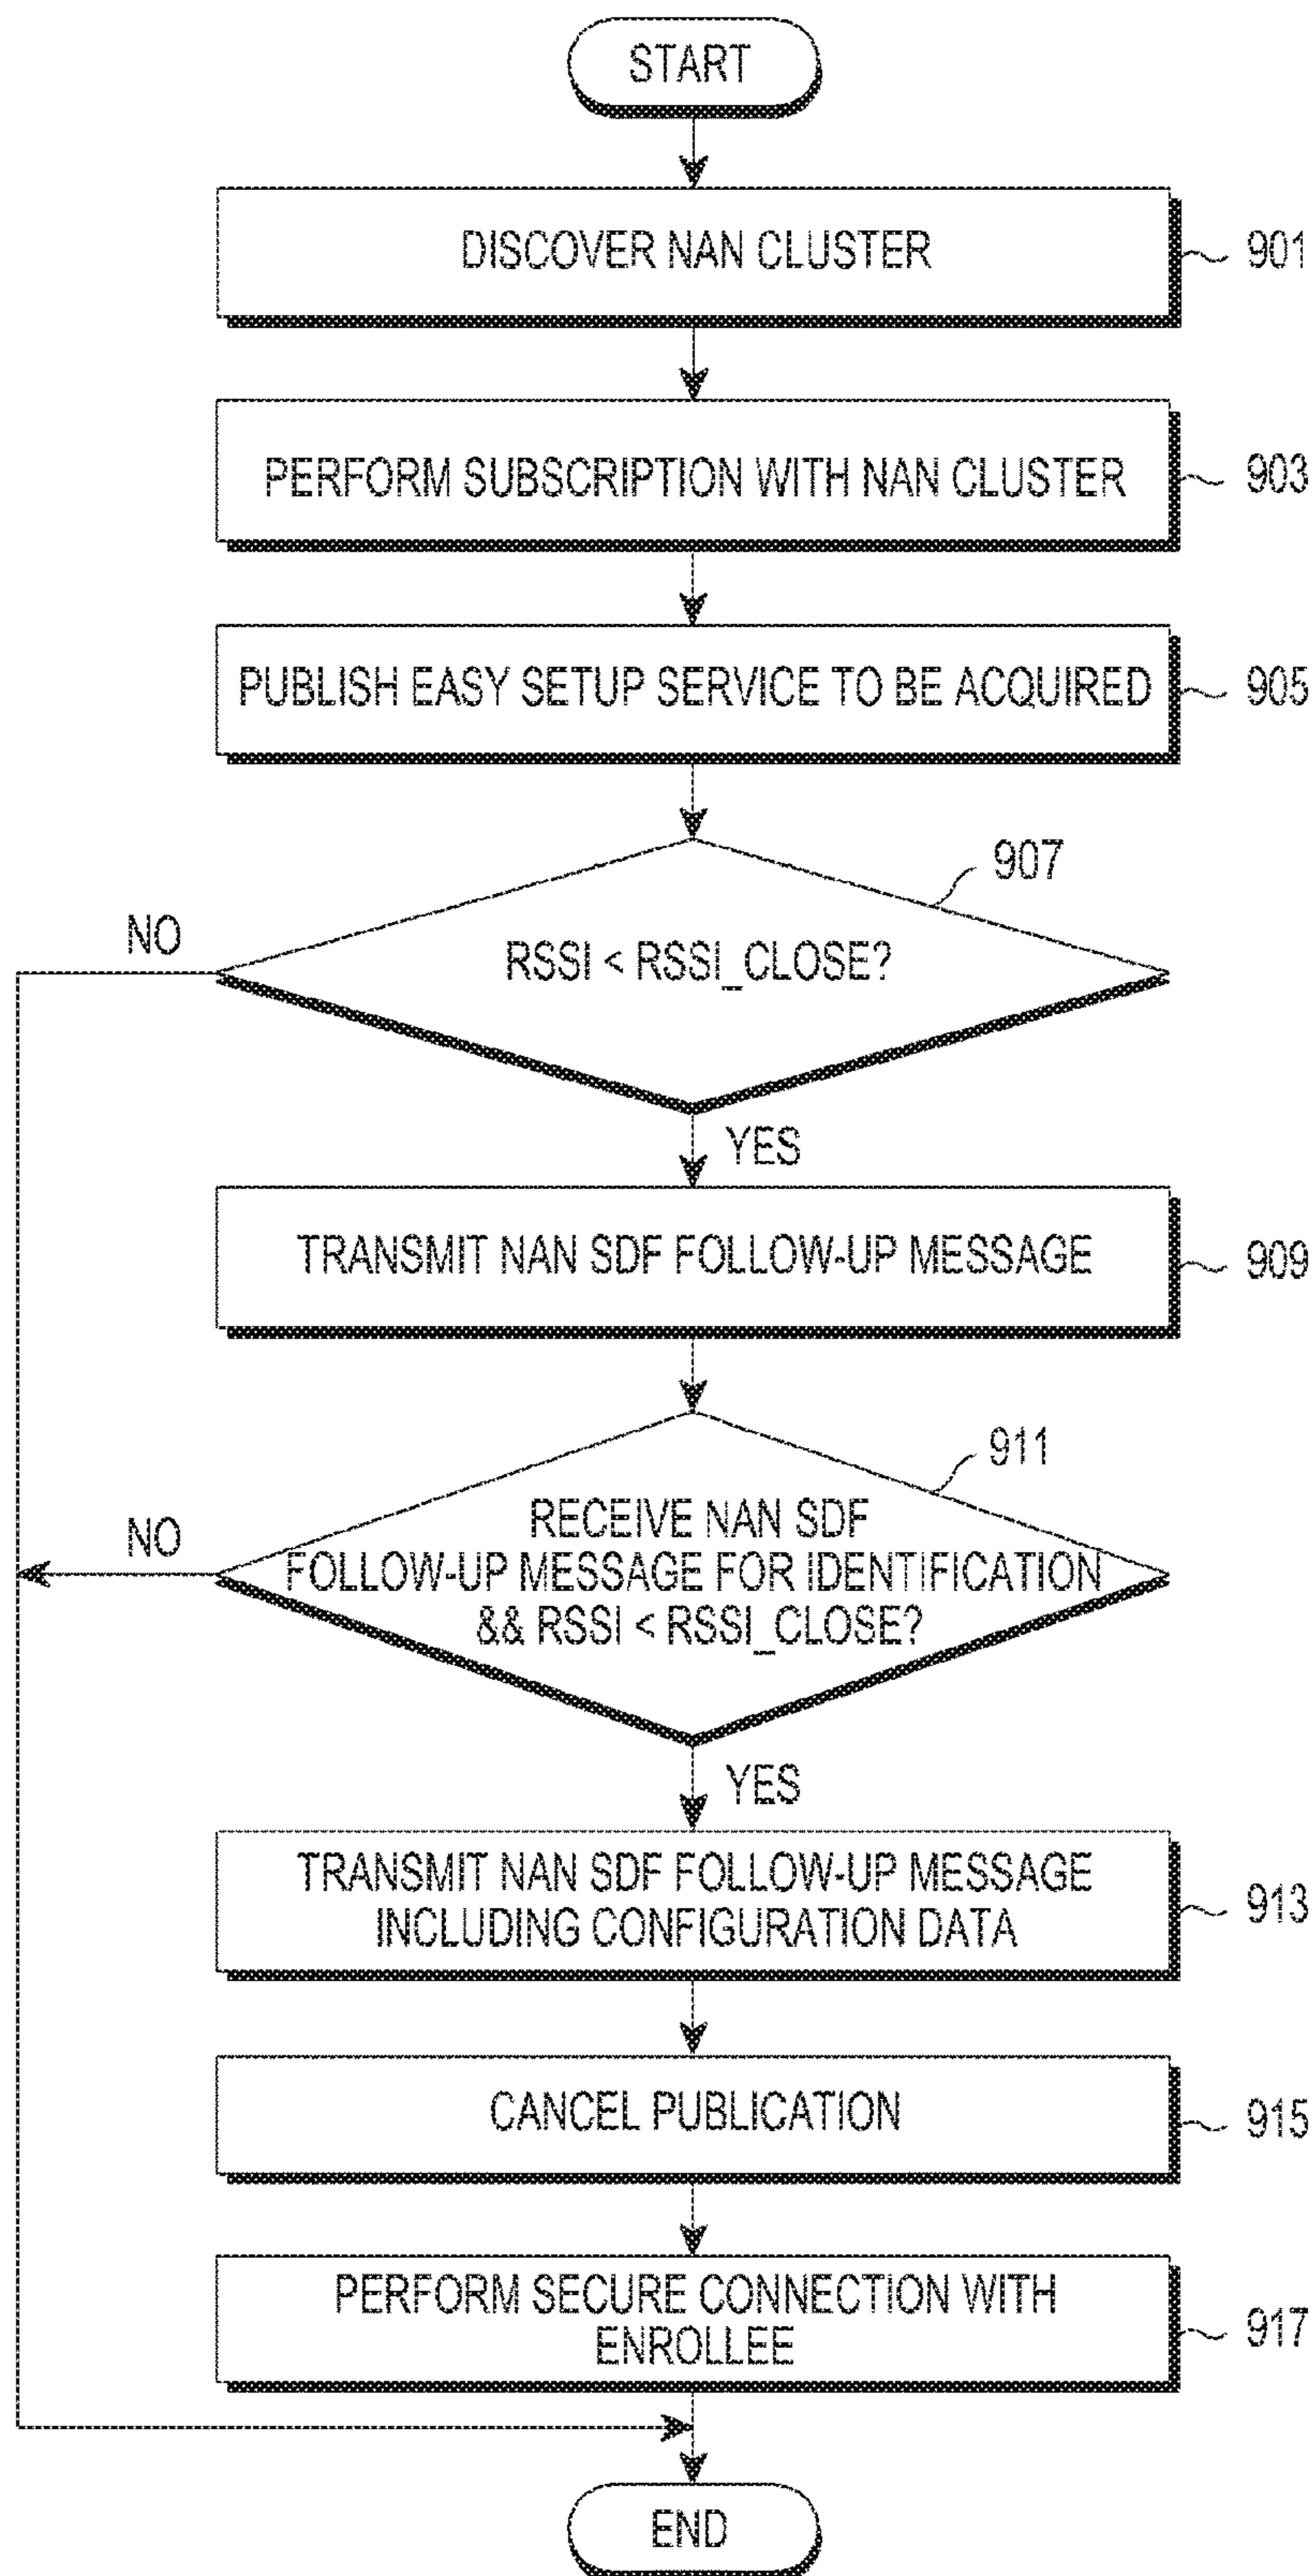 START
DISCOVER NAN CLUSTER
901
PERFORM SUBSCRIPTION WITH NAN CLUSTER
903
PUBLISH EASY SETUP SERVICE TO BE ACQUIRED
905
907
NO
RSSI < RSSI_CLOSE?
YES
TRANSMIT NAN SDF FOLLOW-UP MESSAGE
909
911
NO
RECEIVE NAN SDF
FOLLOW-UP MESSAGE FOR IDENTIFICATION
&& RSSI < RSSI_CLOSE?
YES
TRANSMIT NAN SDF FOLLOW-UP MESSAGE
INCLUDING CONFIGURATION DATA
913
CANCEL PUBLICATION
915
PERFORM SECURE CONNECTION WITH
ENROLLEE
917
END